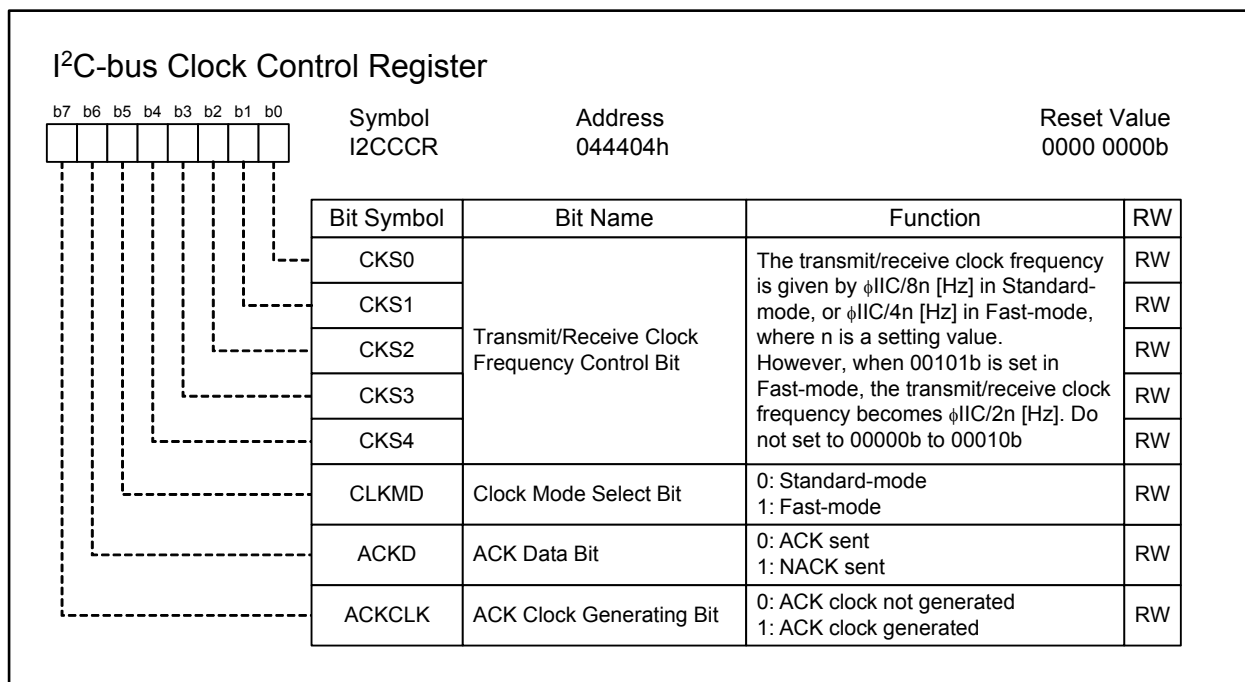 I²C-bus Clock Control Register
b7 b6 b5 b4 b3 b2 b1 b0
Symbol Address Reset Value
I2CCCR 044404h 0000 0000b
Bit Symbol Bit Name Function RW
CKS0 RW
CKS1 RW
CKS2 RW
CKS3 RW
CKS4 RW
Transmit/Receive Clock
Frequency Control Bit
The transmit/receive clock frequency
is given by ϕIIC/8n [Hz] in Standard-
mode, or ϕIIC/4n [Hz] in Fast-mode,
where n is a setting value.
However, when 00101b is set in
Fast-mode, the transmit/receive clock
frequency becomes ϕIIC/2n [Hz]. Do
not set to 00000b to 00010b
CLKMD Clock Mode Select Bit 0: Standard-mode RW
1: Fast-mode
ACKD ACK Data Bit 0: ACK sent RW
1: NACK sent
ACKCLK ACK Clock Generating Bit 0: ACK clock not generated RW
1: ACK clock generated